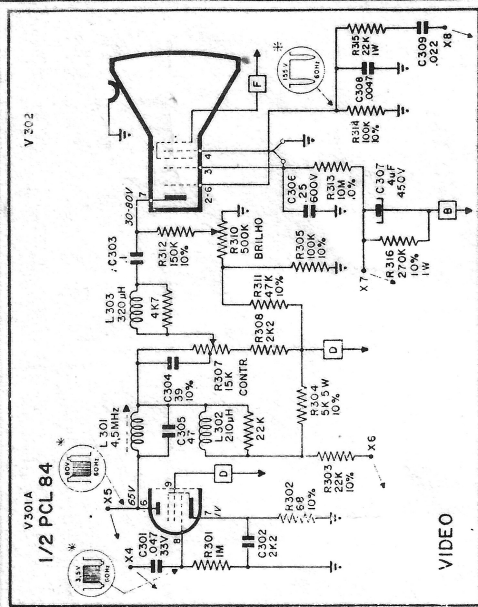 V301A
1/2 PCL 84
V 302
*
80V
60Hz
*
3,5V
60Hz
*
155V
60Hz
X5
65V
6
9
8
7
1V
D
X4
C301
.047
33V
R301
1M
C302
2K2
R302
68
10%
R303
22K
10%
X6
L301
4,5MHz
C305
47
L302
210µH
22K
C304
39
10%
R307
15K
CONTR.
R308
2K2
R304
5K 5W
10%
D
L303
320µH
4K7
C303
.1
R312
150K
10%
R310
500K
BRILHO
R311
47K
10%
R305
100K
10%
30-80V
7
2-6
3
4
F
C306
.25
600V
R313
10M
C307
4µF
450V
X7
R316
270K
10%
1W
B
R314
100K
10%
C308
.0047
R315
22K
1W
C309
.022
X8
VIDEO